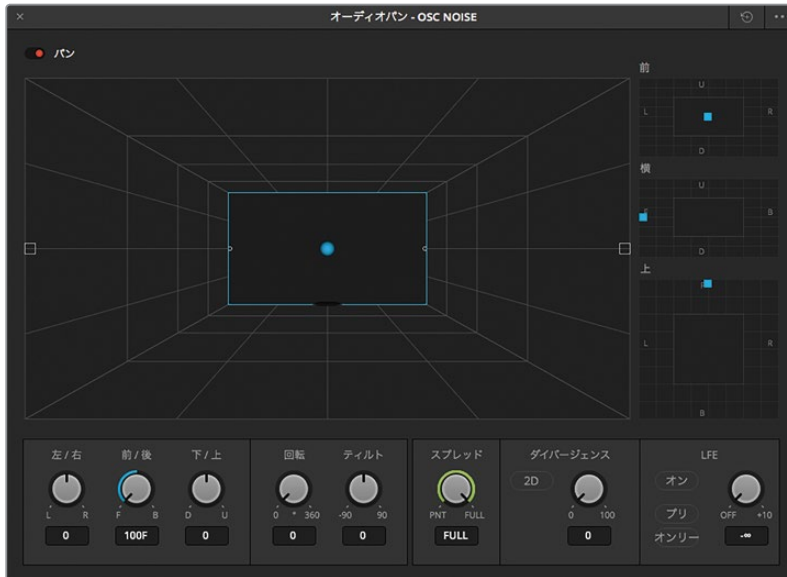 オーディオパン - OSC NOISE
パン
前
U
L R
D
横
U
F B
D
上
F
L R
B
左 / 右 前 / 後 下 / 上 回転 ティルト スプレッド ダイバージェンス LFE
2D オン
L R F B D U 0 ° 360 -90 90 PNT FULL 0 100 プリ OFF +10
0 100F 0 0 0 FULL 0 オンリー -∞